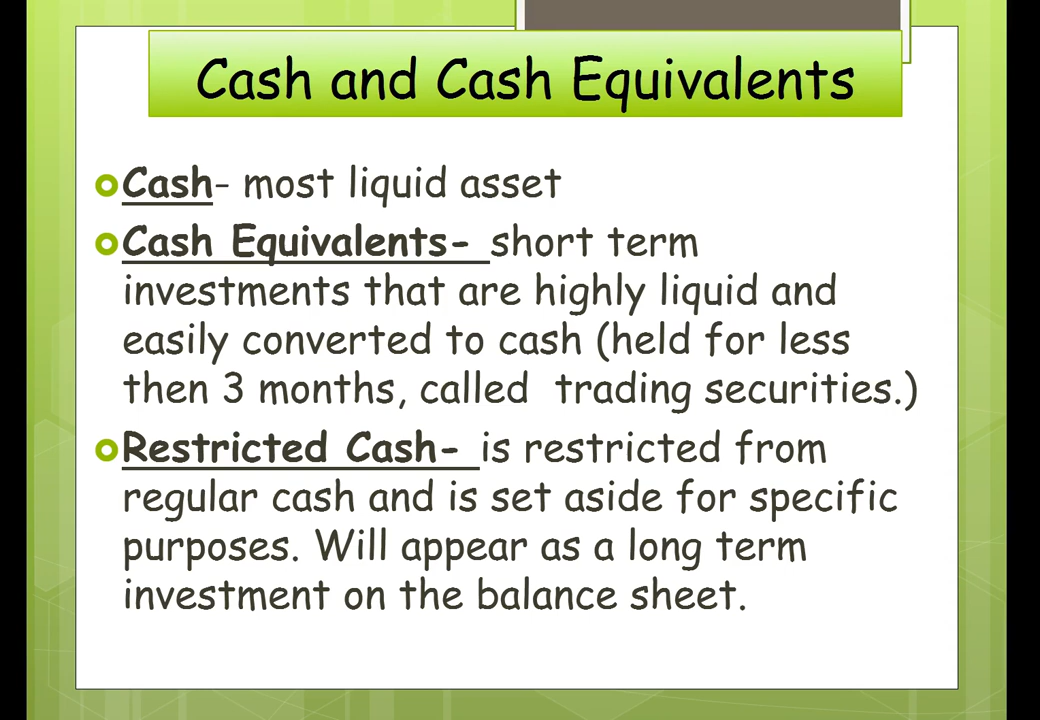 Cash and Cash Equivalents
Cash- most liquid asset
Cash Equivalents- short term
investments that are highly liquid and
easily converted to cash (held for less
then 3 months, called trading securities.)
Restricted Cash- is restricted from
regular cash and is set aside for specific
purposes. Will appear as a long term
investment on the balance sheet.